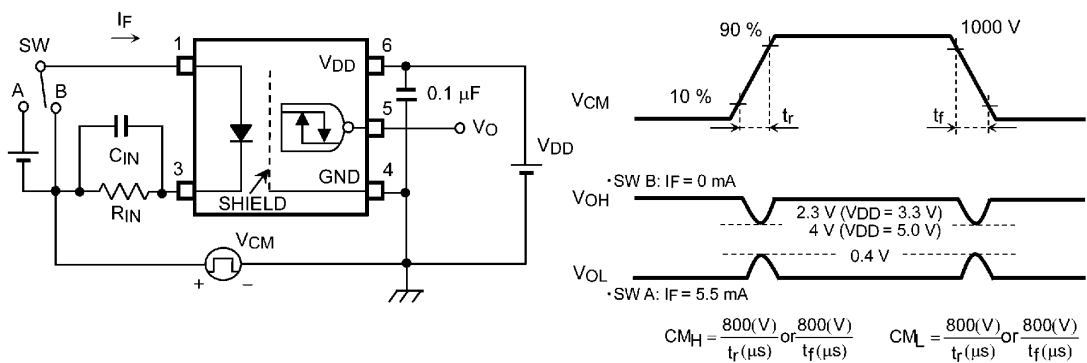 IF
SW
A
B
CIN
RIN
1
3
VDD
GND
SHIELD
6
5
4
0.1 µF
VO
VDD
VCM
+
–
VCM
90 %
10 %
1000 V
tr
tf
•SW B: IF = 0 mA
VOH
2.3 V (VDD = 3.3 V)
4 V (VDD = 5.0 V)
0.4 V
VOL
•SW A: IF = 5.5 mA
CMH = 800(V)/tr(µs) or 800(V)/tf(µs)
CML = 800(V)/tr(µs) or 800(V)/tf(µs)